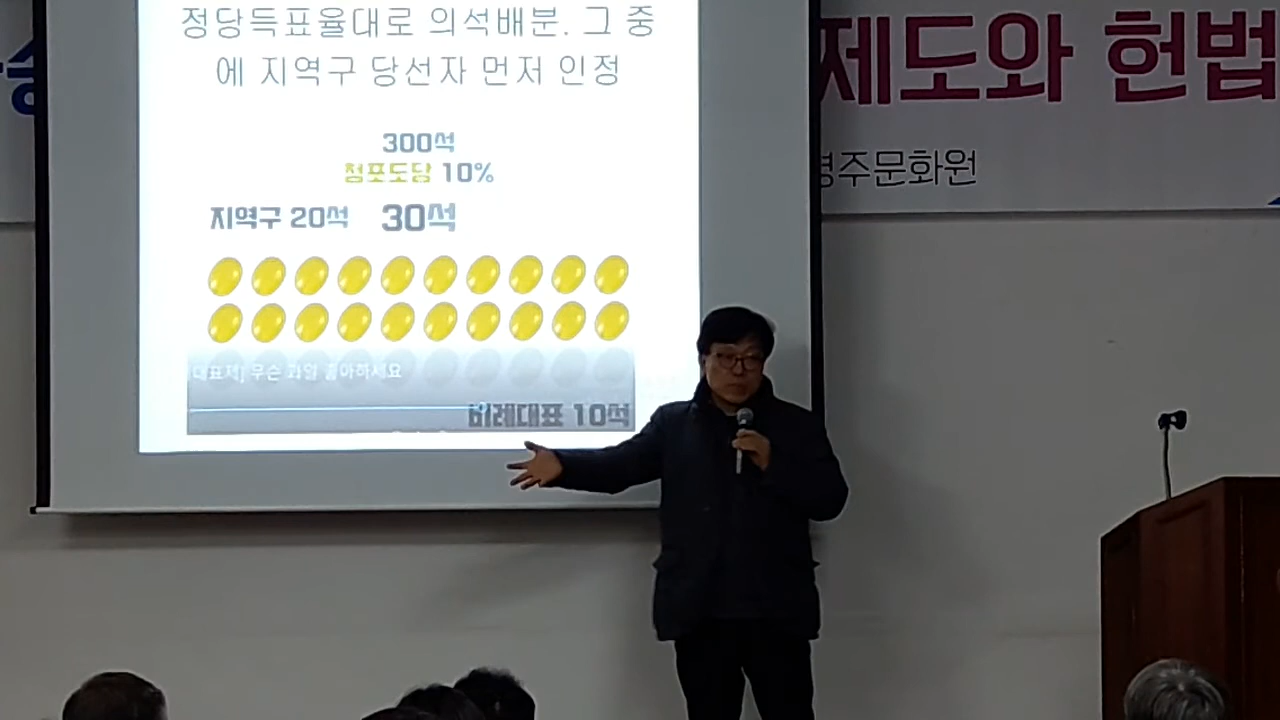 정당득표율대로 의석배분. 그 중
에 지역구 당선자 먼저 인정
300석
청포도당 10%
지역구 20석 30석
대표제] 무슨 과일 좋아하세요
비례대표 10석
제도와 헌법
경주문화원